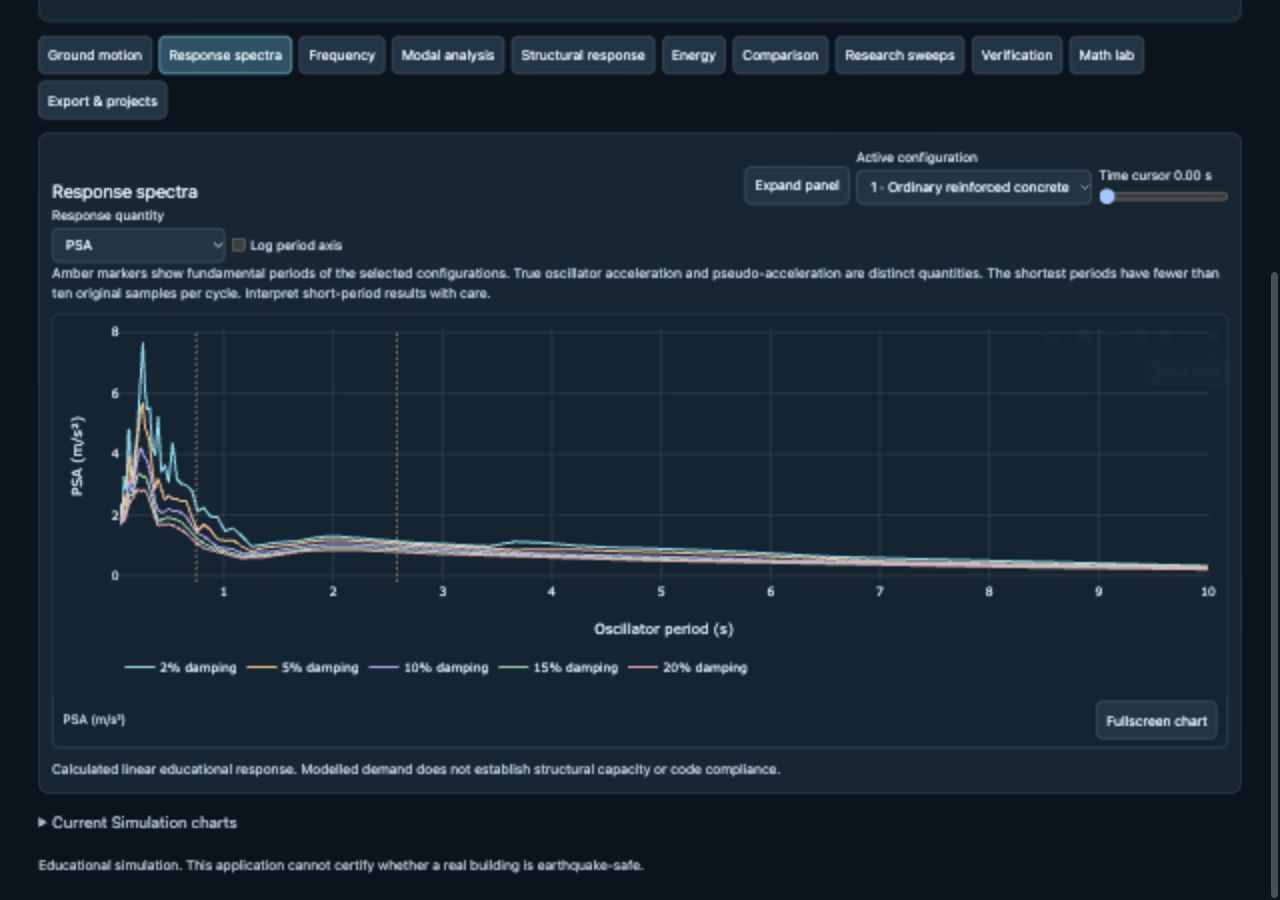 Ground motion Response spectra Frequency Modal analysis Structural response Energy Comparison Research sweeps Verification Math lab
Export & projects
Active configuration
Response spectra
Expand panel
1 · Ordinary reinforced concrete
Time cursor 0.00 s
Response quantity
PSA
Log period axis
Amber markers show fundamental periods of the selected configurations. True oscillator acceleration and pseudo-acceleration are distinct quantities. The shortest periods have fewer than
ten original samples per cycle. Interpret short-period results with care.
8
6
4
2
0
PSA (m/s²)
1 2 3 4 5 6 7 8 9 10
Oscillator period (s)
2% damping 5% damping 10% damping 15% damping 20% damping
PSA (m/s²)
Fullscreen chart
Calculated linear educational response. Modelled demand does not establish structural capacity or code compliance.
▸ Current Simulation charts
Educational simulation. This application cannot certify whether a real building is earthquake-safe.